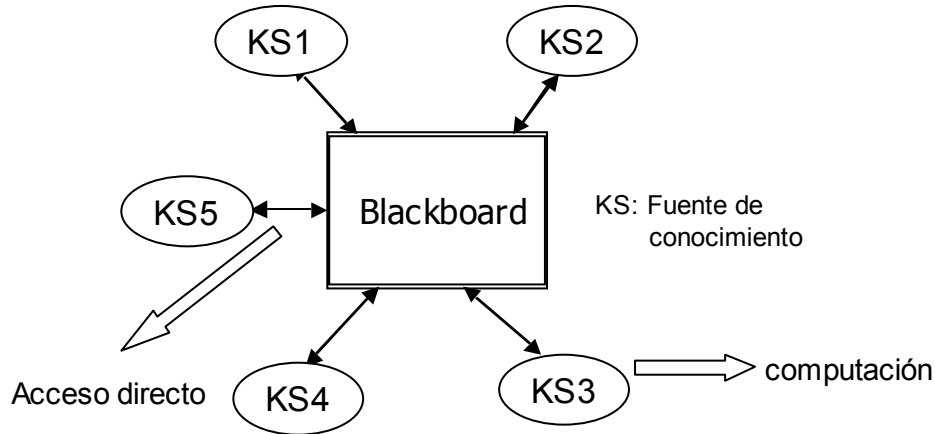 KS1
KS2
KS5
Blackboard
KS: Fuente de
conocimiento
Acceso directo
KS4
KS3
computación